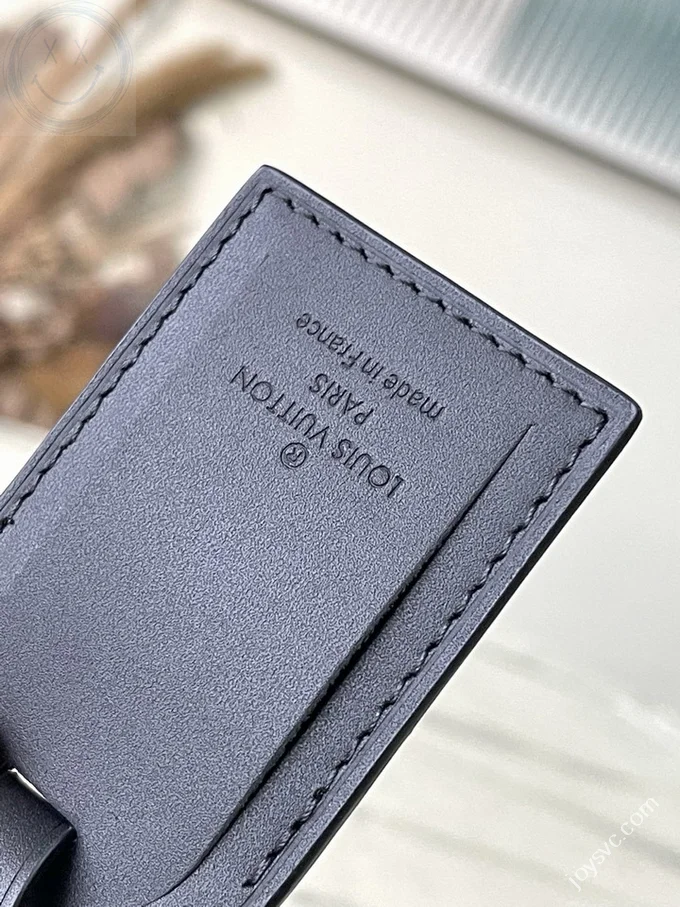 ®
LOUIS VUITTON
PARIS
made in France
joysvc.com